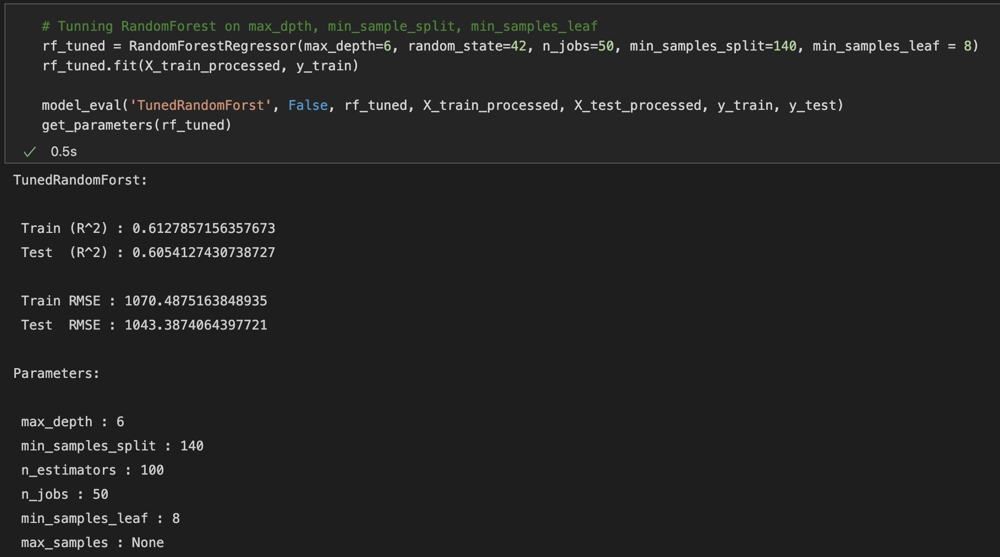 # Tunning RandomForest on max_dpth, min_sample_split, min_samples_leaf
rf_tuned = RandomForestRegressor(max_depth=6, random_state=42, n_jobs=50, min_samples_split=140, min_samples_leaf = 8)
rf_tuned.fit(X_train_processed, y_train)
model_eval('TunedRandomForst', False, rf_tuned, X_train_processed, X_test_processed, y_train, y_test)
get_parameters(rf_tuned)
✓ 0.5s
TunedRandomForst:
Train (R^2) : 0.6127857156357673
Test  (R^2) : 0.6054127430738727
Train RMSE : 1070.4875163848935
Test  RMSE : 1043.3874064397721
Parameters:
max_depth : 6
min_samples_split : 140
n_estimators : 100
n_jobs : 50
min_samples_leaf : 8
max_samples : None